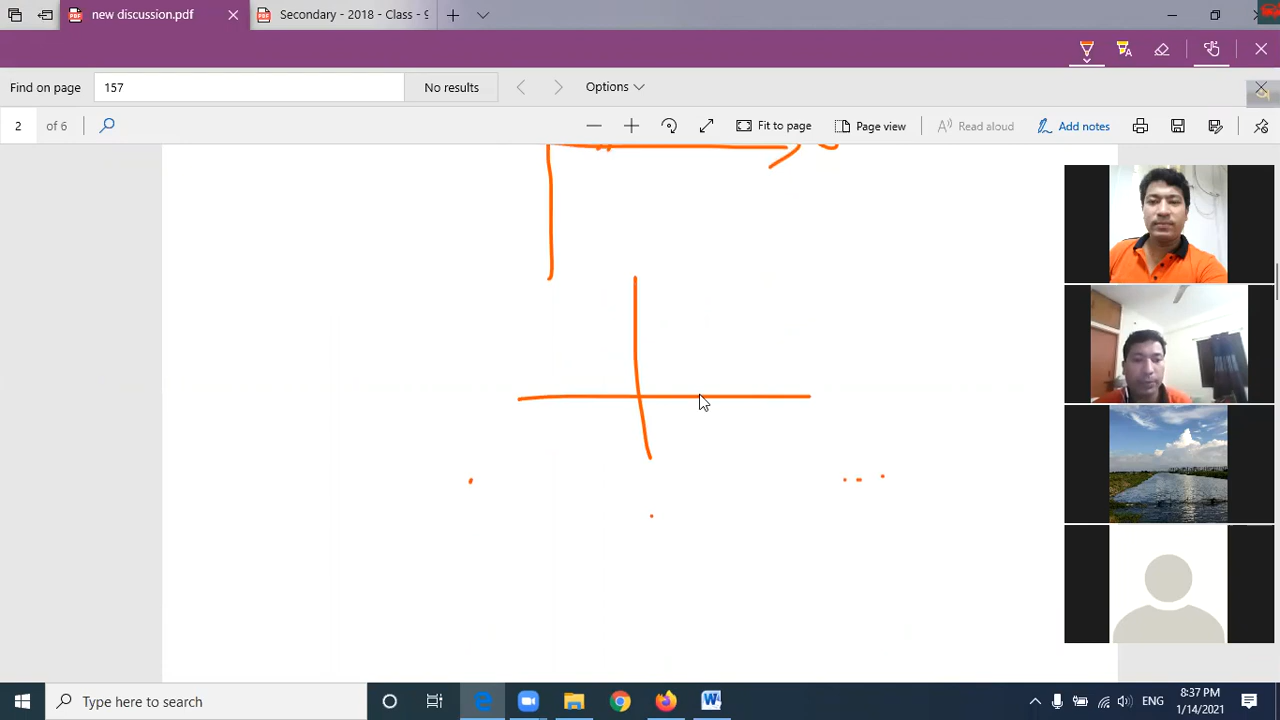 new discussion.pdf
Secondary - 2018 - Class - 9
Find on page
157
No results
Options
2
of 6
Fit to page
Page view
Read aloud
Add notes
Type here to search
ENG
8:37 PM
1/14/2021